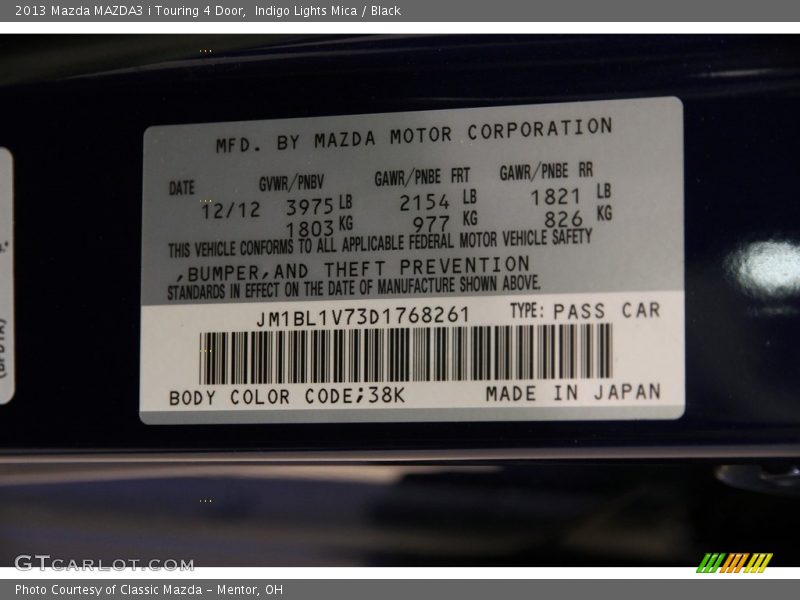 2013 Mazda MAZDA3 i Touring 4 Door, Indigo Lights Mica / Black
MFD. BY MAZDA MOTOR CORPORATION
DATE GVWR/PNBV GAWR/PNBE FRT GAWR/PNBE RR
12/12 3975 LB 2154 LB 1821 LB
1803 KG 977 KG 826 KG
THIS VEHICLE CONFORMS TO ALL APPLICABLE FEDERAL MOTOR VEHICLE SAFETY
,BUMPER,AND THEFT PREVENTION
STANDARDS IN EFFECT ON THE DATE OF MANUFACTURE SHOWN ABOVE.
JM1BL1V73D1768261 TYPE: PASS CAR
BODY COLOR CODE;38K MADE IN JAPAN
GTCARLOT.COM
Photo Courtesy of Classic Mazda - Mentor, OH